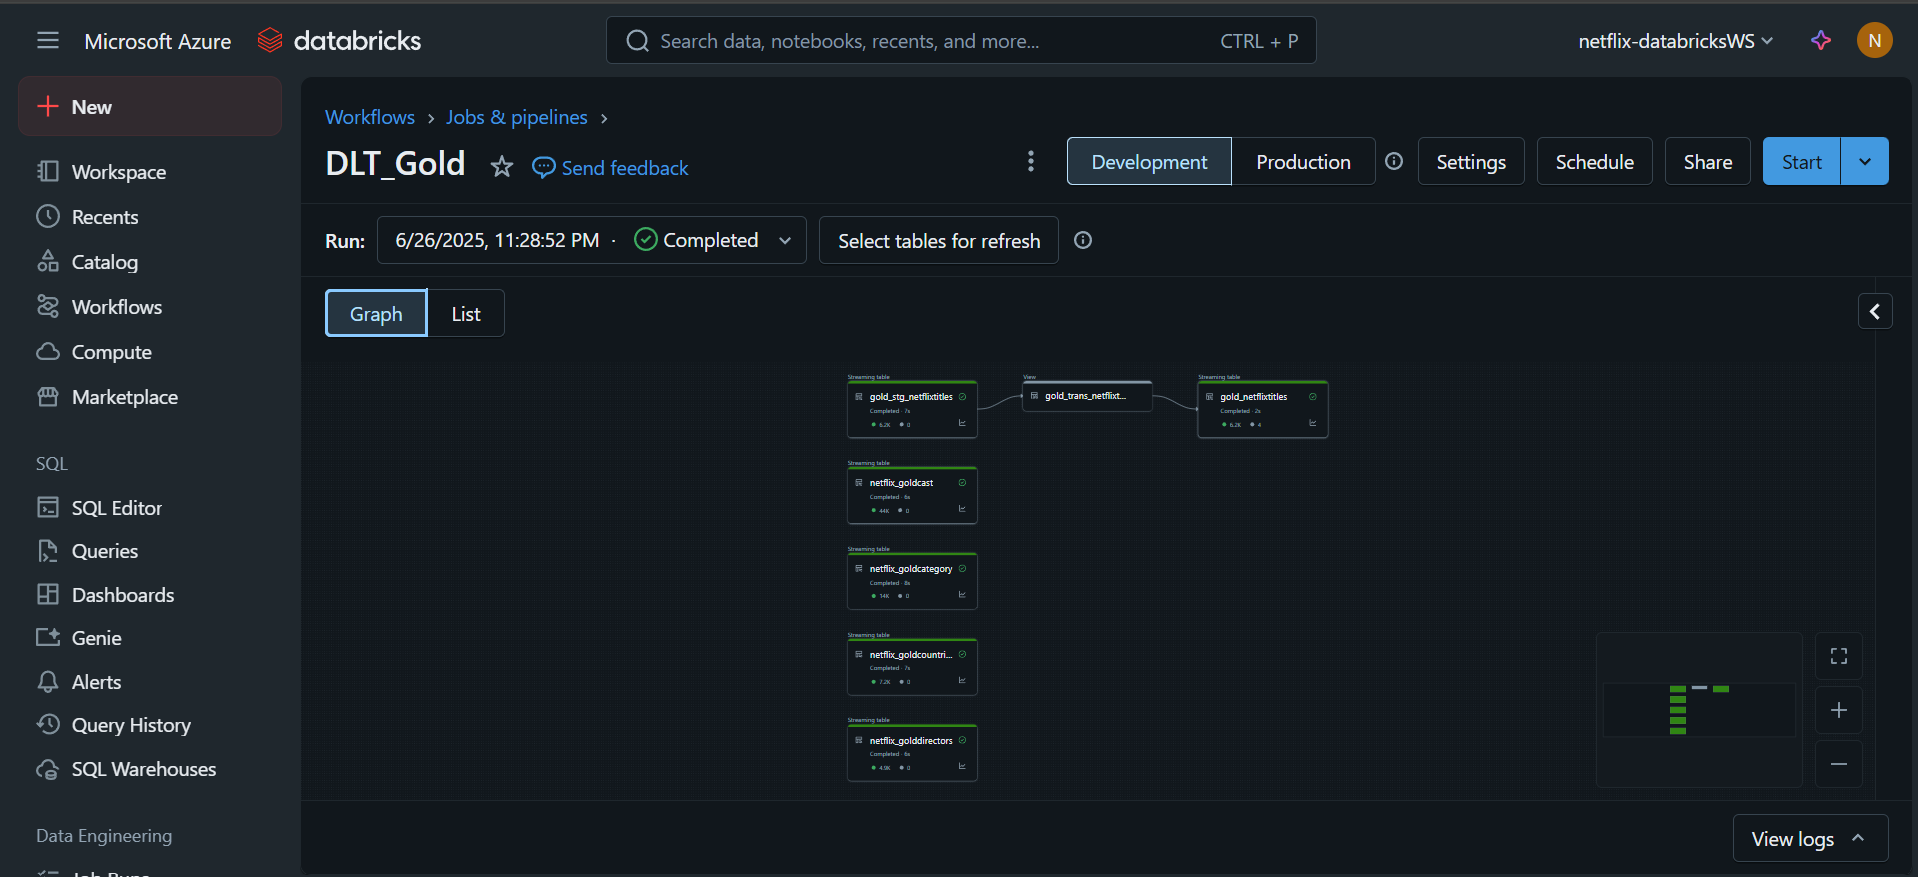 Microsoft Azure
databricks
Search data, notebooks, recents, and more...
CTRL + P
netflix-databricksWS
N
New
Workspace
Recents
Catalog
Workflows
Compute
Marketplace
SQL
SQL Editor
Queries
Dashboards
Genie
Alerts
Query History
SQL Warehouses
Data Engineering
Job Runs
Workflows › Jobs & pipelines ›
DLT_Gold
Send feedback
Development
Production
Settings
Schedule
Share
Start
Run:
6/26/2025, 11:28:52 PM · Completed
Select tables for refresh
Graph
List
Streaming table
gold_stg_netflixtitles
Completed · 7s
6.2K 0
View
gold_trans_netflixt...
Streaming table
gold_netflixtitles
Completed · 2s
6.2K 4
Streaming table
netflix_goldcast
Completed · 6s
44K 0
Streaming table
netflix_goldcategory
Completed · 8s
14K 0
Streaming table
netflix_goldcountri...
Completed · 7s
7.2K 0
Streaming table
netflix_golddirectors
Completed · 6s
4.9K 0
View logs